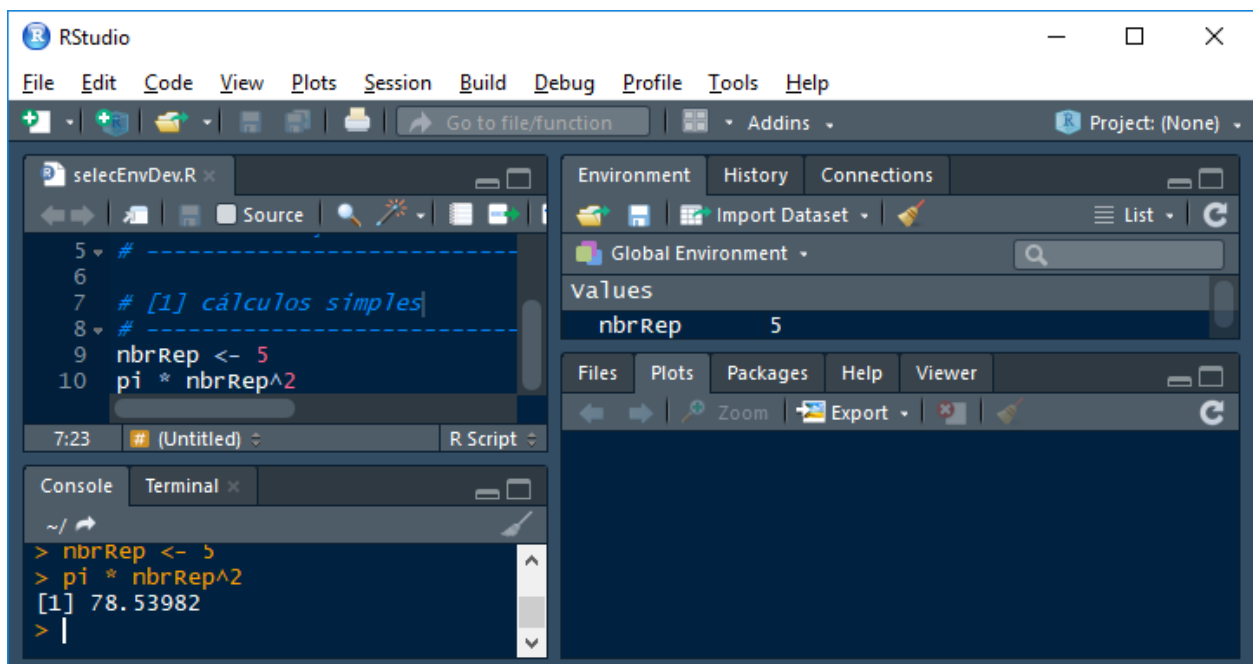 RStudio
File Edit Code View Plots Session Build Debug Profile Tools Help
Go to file/function Addins Project: (None)
selecEnvDev.R
Source
5 # ----------------------------
6
7 # [1] cálculos simples
8 # ----------------------------
9 nbrRep <- 5
10 pi * nbrRep^2
7:23 # (Untitled) R Script
Console Terminal
~/
> nbrRep <- 5
> pi * nbrRep^2
[1] 78.53982
>
Environment History Connections
Import Dataset List
Global Environment
Values
nbrRep 5
Files Plots Packages Help Viewer
Zoom Export